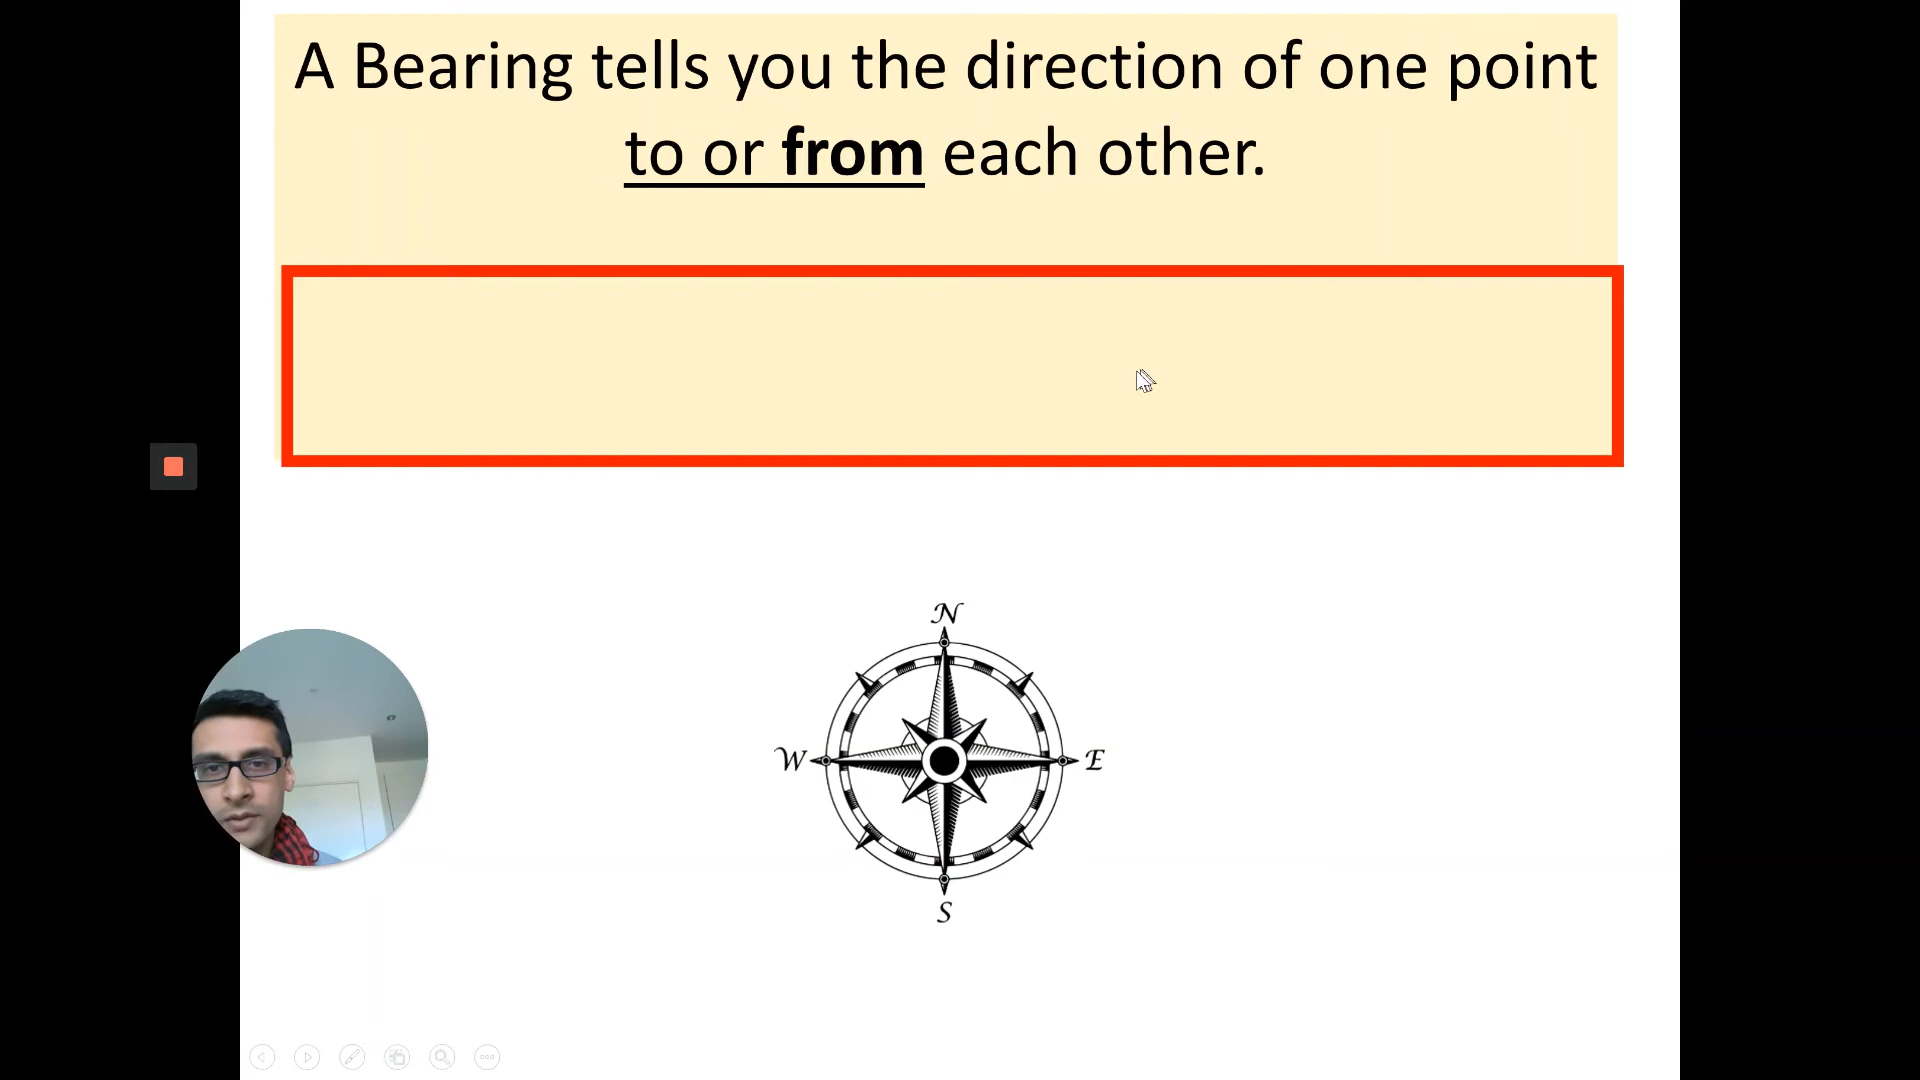 A Bearing tells you the direction of one point
to or from each other.
N
W
E
S